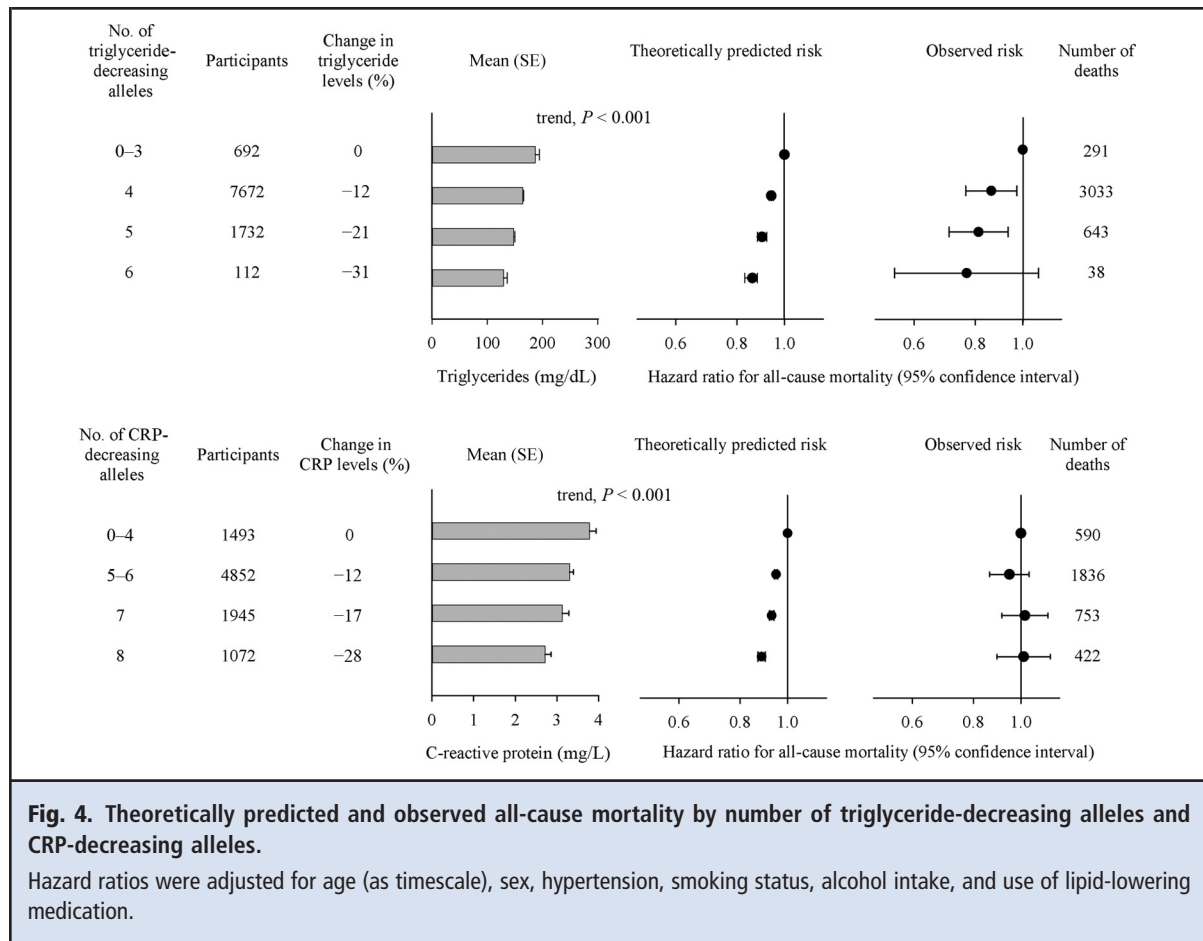 No. of triglyceride-decreasing alleles
Participants
Change in triglyceride levels (%)
Mean (SE)
Theoretically predicted risk
Observed risk
Number of deaths
trend, P < 0.001
0–3 692 0 291
4 7672 −12 3033
5 1732 −21 643
6 112 −31 38
0 100 200 300
0.6 0.8 1.0
0.6 0.8 1.0
Triglycerides (mg/dL)
Hazard ratio for all-cause mortality (95% confidence interval)
No. of CRP-decreasing alleles
Participants
Change in CRP levels (%)
Mean (SE)
Theoretically predicted risk
Observed risk
Number of deaths
trend, P < 0.001
0–4 1493 0 590
5–6 4852 −12 1836
7 1945 −17 753
8 1072 −28 422
0 1 2 3 4
0.6 0.8 1.0
0.6 0.8 1.0
C-reactive protein (mg/L)
Hazard ratio for all-cause mortality (95% confidence interval)
Fig. 4. Theoretically predicted and observed all-cause mortality by number of triglyceride-decreasing alleles and
CRP-decreasing alleles.
Hazard ratios were adjusted for age (as timescale), sex, hypertension, smoking status, alcohol intake, and use of lipid-lowering
medication.